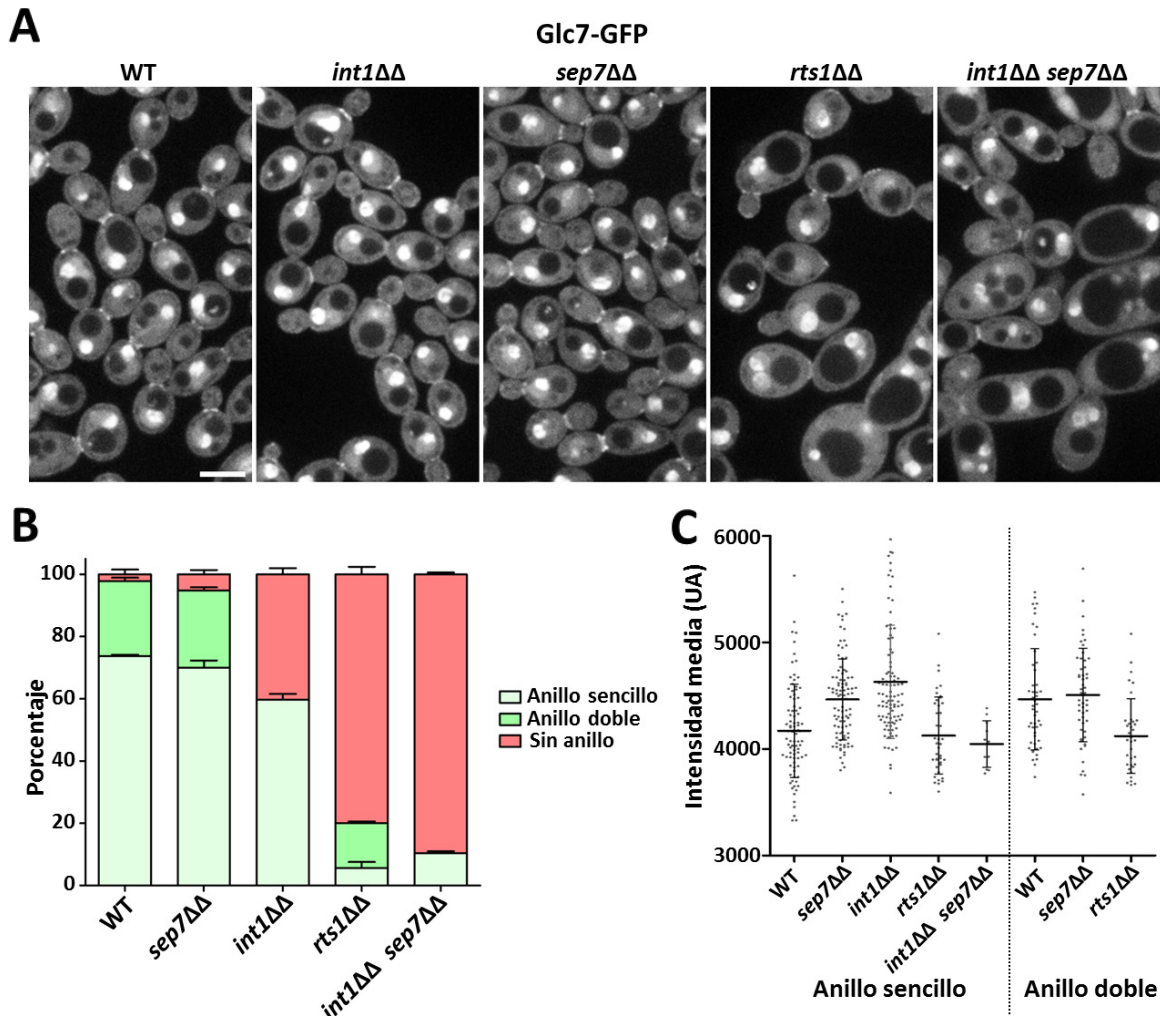 A
Glc7-GFP
WT
int1ΔΔ
sep7ΔΔ
rts1ΔΔ
int1ΔΔ sep7ΔΔ
B
Porcentaje
100
80
60
40
20
0
WT
sep7ΔΔ
int1ΔΔ
rts1ΔΔ
int1ΔΔ sep7ΔΔ
Anillo sencillo
Anillo doble
Sin anillo
C
Intensidad media (UA)
6000
5000
4000
3000
WT
sep7ΔΔ
int1ΔΔ
rts1ΔΔ
int1ΔΔ sep7ΔΔ
WT
sep7ΔΔ
rts1ΔΔ
Anillo sencillo
Anillo doble